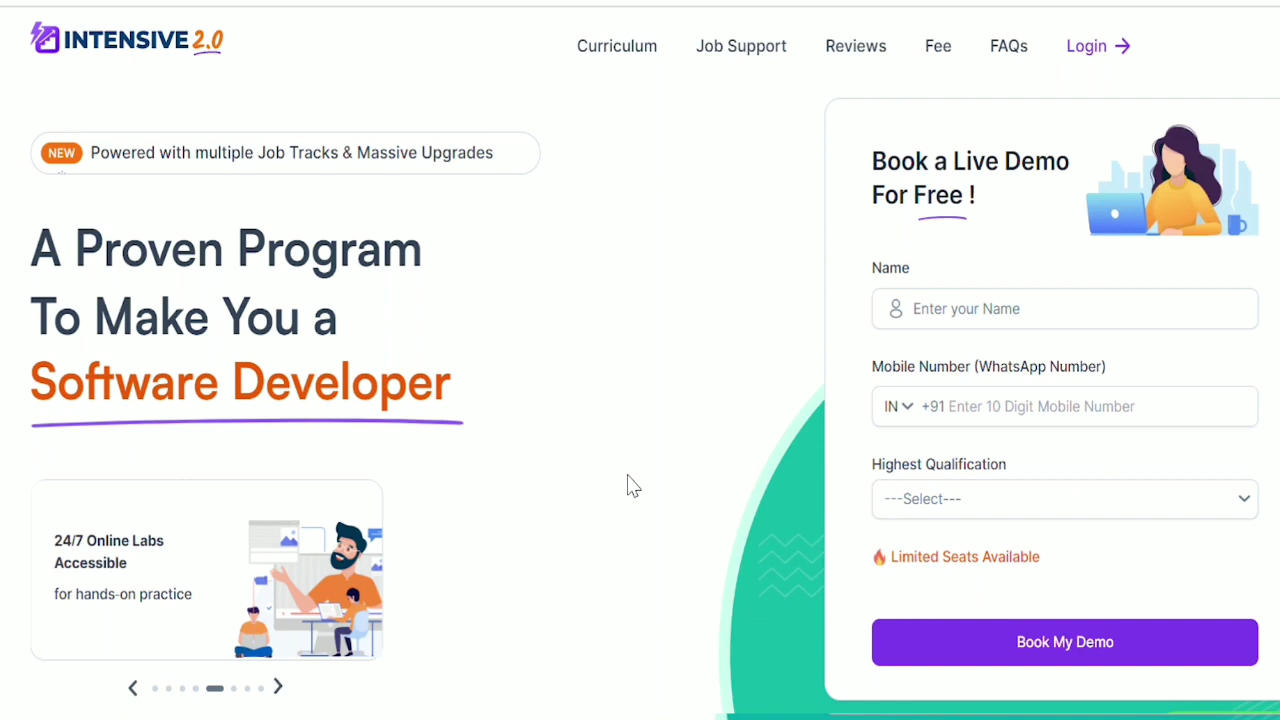 INTENSIVE 2.0
Curriculum
Job Support
Reviews
Fee
FAQs
Login
NEW Powered with multiple Job Tracks & Massive Upgrades
A Proven Program
To Make You a
Software Developer
24/7 Online Labs
Accessible
for hands-on practice
Book a Live Demo
For Free !
Name
Enter your Name
Mobile Number (WhatsApp Number)
IN +91 Enter 10 Digit Mobile Number
Highest Qualification
---Select---
Limited Seats Available
Book My Demo